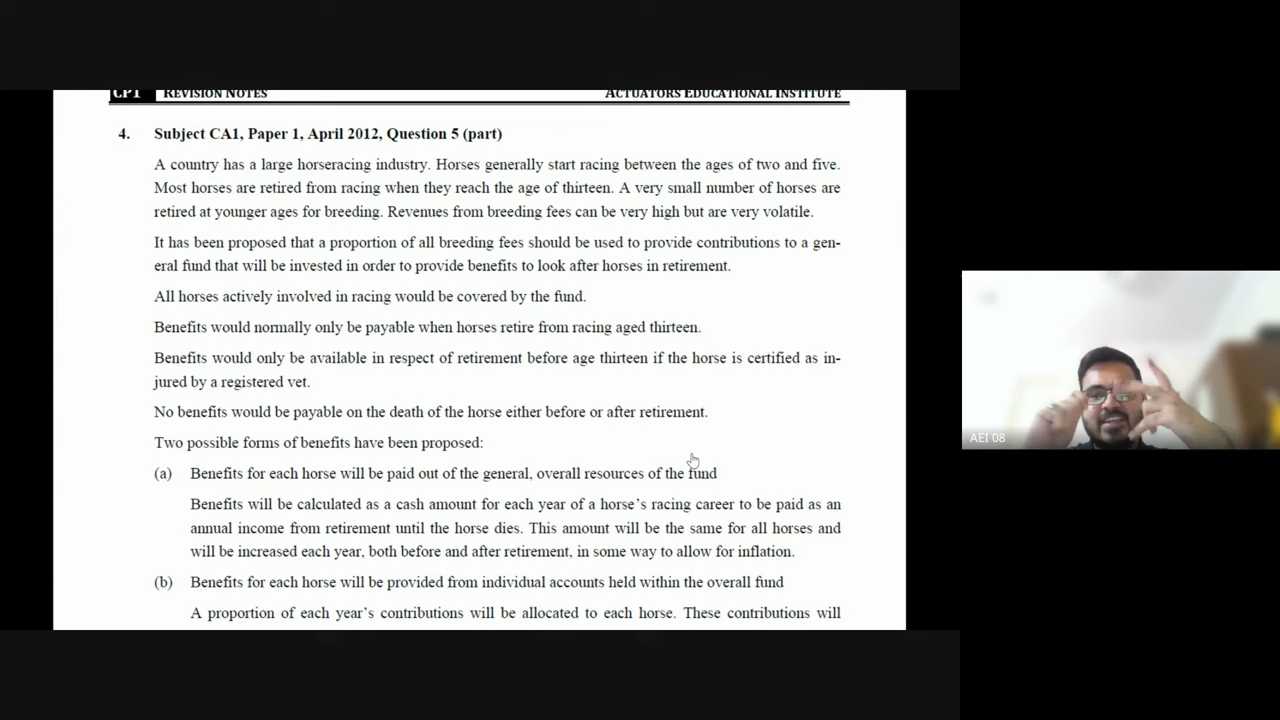 CP1 REVISION NOTES ACTUATORS EDUCATIONAL INSTITUTE
4. Subject CA1, Paper 1, April 2012, Question 5 (part)
A country has a large horseracing industry. Horses generally start racing between the ages of two and five.
Most horses are retired from racing when they reach the age of thirteen. A very small number of horses are
retired at younger ages for breeding. Revenues from breeding fees can be very high but are very volatile.
It has been proposed that a proportion of all breeding fees should be used to provide contributions to a gen-
eral fund that will be invested in order to provide benefits to look after horses in retirement.
All horses actively involved in racing would be covered by the fund.
Benefits would normally only be payable when horses retire from racing aged thirteen.
Benefits would only be available in respect of retirement before age thirteen if the horse is certified as in-
jured by a registered vet.
No benefits would be payable on the death of the horse either before or after retirement.
Two possible forms of benefits have been proposed:
(a) Benefits for each horse will be paid out of the general, overall resources of the fund
Benefits will be calculated as a cash amount for each year of a horse's racing career to be paid as an
annual income from retirement until the horse dies. This amount will be the same for all horses and
will be increased each year, both before and after retirement, in some way to allow for inflation.
(b) Benefits for each horse will be provided from individual accounts held within the overall fund
A proportion of each year's contributions will be allocated to each horse. These contributions will
AEI 08